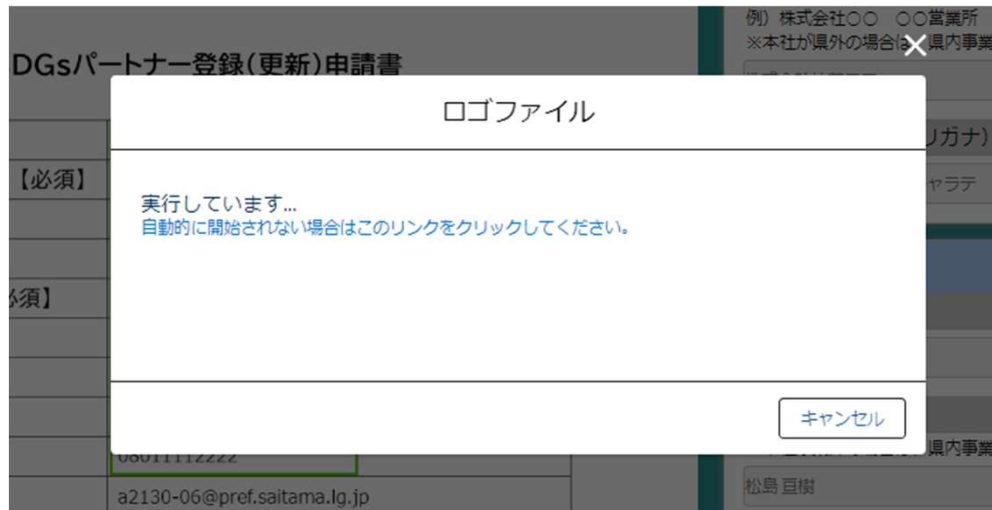 例）株式会社〇〇　〇〇営業所
※本社が県外の場合は、県内事業
DGsパートナー登録（更新）申請書
ロゴファイル
リガナ）
【必須】
ャラテ
実行しています...
自動的に開始されない場合はこのリンクをクリックしてください。
必須】
キャンセル
県内事業
08011112222
a2130-06@pref.saitama.lg.jp
松島 亘樹